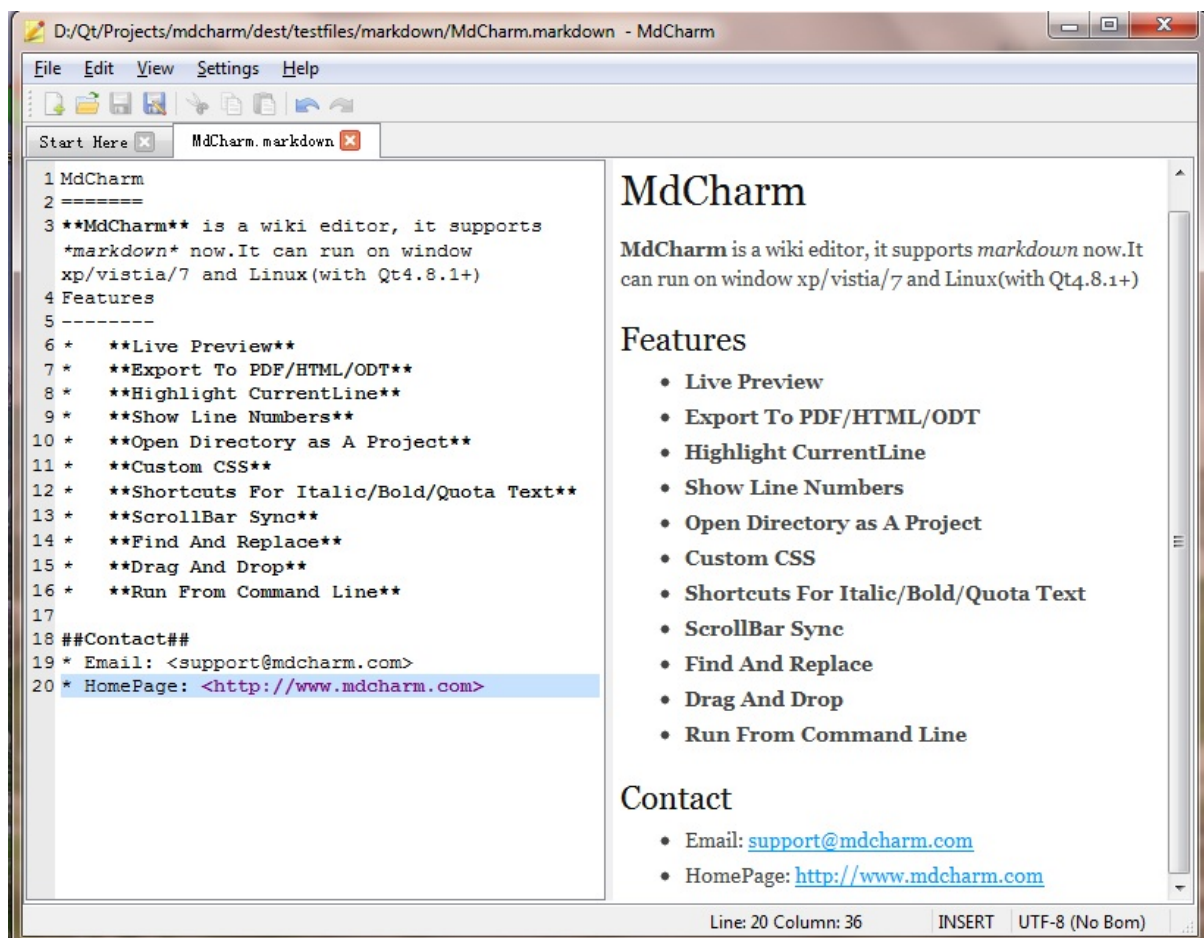 D:/Qt/Projects/mdcharm/dest/testfiles/markdown/MdCharm.markdown - MdCharm
File Edit View Settings Help
Start Here MdCharm.markdown
1 MdCharm
2 =======
3 **MdCharm** is a wiki editor, it supports
*markdown* now.It can run on window
xp/vistia/7 and Linux(with Qt4.8.1+)
4 Features
5 --------
6 * **Live Preview**
7 * **Export To PDF/HTML/ODT**
8 * **Highlight CurrentLine**
9 * **Show Line Numbers**
10 * **Open Directory as A Project**
11 * **Custom CSS**
12 * **Shortcuts For Italic/Bold/Quota Text**
13 * **ScrollBar Sync**
14 * **Find And Replace**
15 * **Drag And Drop**
16 * **Run From Command Line**
17
18 ##Contact##
19 * Email: <support@mdcharm.com>
20 * HomePage: <http://www.mdcharm.com>
MdCharm
MdCharm is a wiki editor, it supports markdown now.It
can run on window xp/vistia/7 and Linux(with Qt4.8.1+)
Features
• Live Preview
• Export To PDF/HTML/ODT
• Highlight CurrentLine
• Show Line Numbers
• Open Directory as A Project
• Custom CSS
• Shortcuts For Italic/Bold/Quota Text
• ScrollBar Sync
• Find And Replace
• Drag And Drop
• Run From Command Line
Contact
• Email: support@mdcharm.com
• HomePage: http://www.mdcharm.com
Line: 20 Column: 36 INSERT UTF-8 (No Bom)